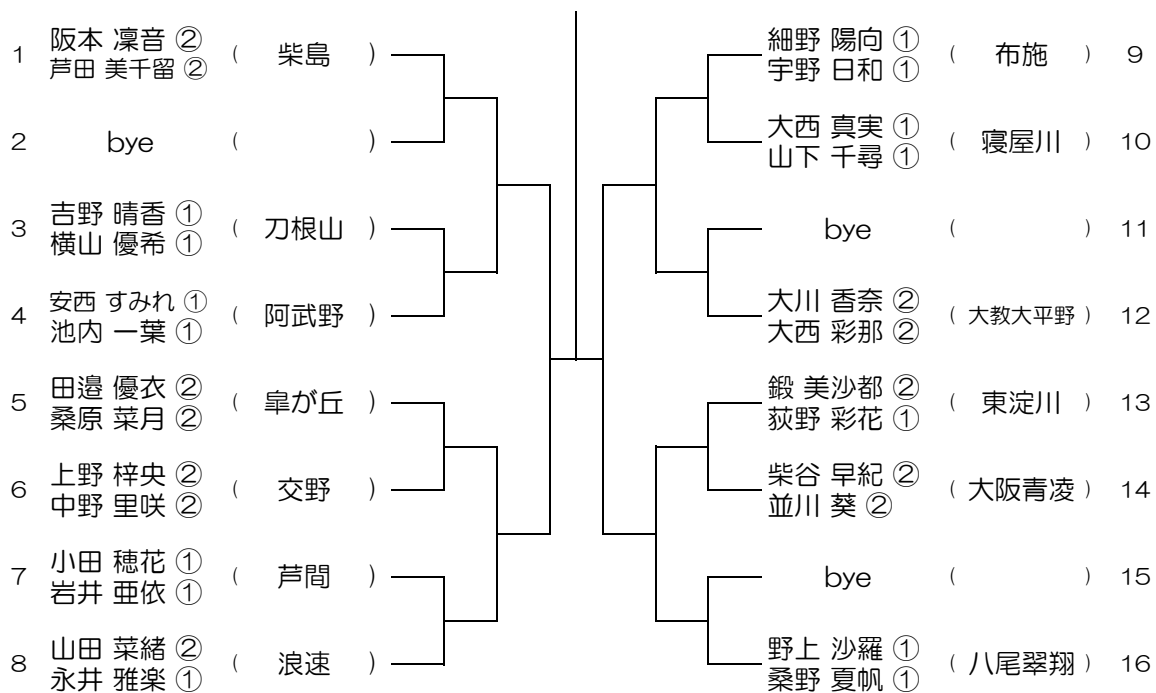 1 阪本 凜音 ② ( 柴島 )
芦田 美千留 ②
2 bye ( )
3 吉野 晴香 ① ( 刀根山 )
横山 優希 ①
4 安西 すみれ ① ( 阿武野 )
池内 一葉 ①
5 田邉 優衣 ② ( 皐が丘 )
桑原 菜月 ②
6 上野 梓央 ② ( 交野 )
中野 里咲 ②
7 小田 穂花 ① ( 芦間 )
岩井 亜依 ①
8 山田 菜緒 ② ( 浪速 )
永井 雅楽 ①
細野 陽向 ① ( 布施 ) 9
宇野 日和 ①
大西 真実 ① ( 寝屋川 ) 10
山下 千尋 ①
bye ( ) 11
大川 香奈 ② ( 大教大平野 ) 12
大西 彩那 ②
鍛 美沙都 ② ( 東淀川 ) 13
荻野 彩花 ①
柴谷 早紀 ② ( 大阪青凌 ) 14
並川 葵 ②
bye ( ) 15
野上 沙羅 ① ( 八尾翠翔 ) 16
桑野 夏帆 ①